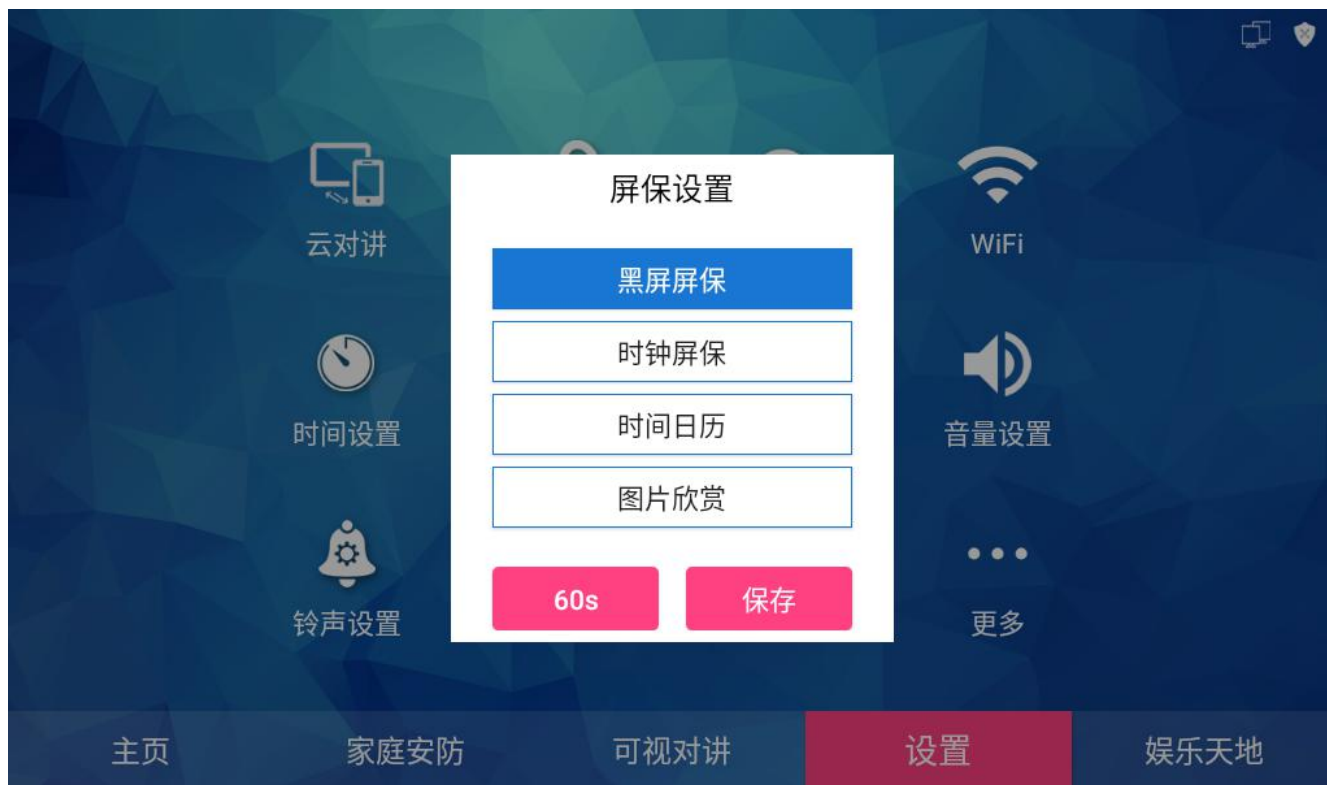 屏保设置
云对讲
WiFi
黑屏屏保
时钟屏保
时间设置
时间日历
音量设置
图片欣赏
60s
保存
铃声设置
更多
主页
家庭安防
可视对讲
设置
娱乐天地